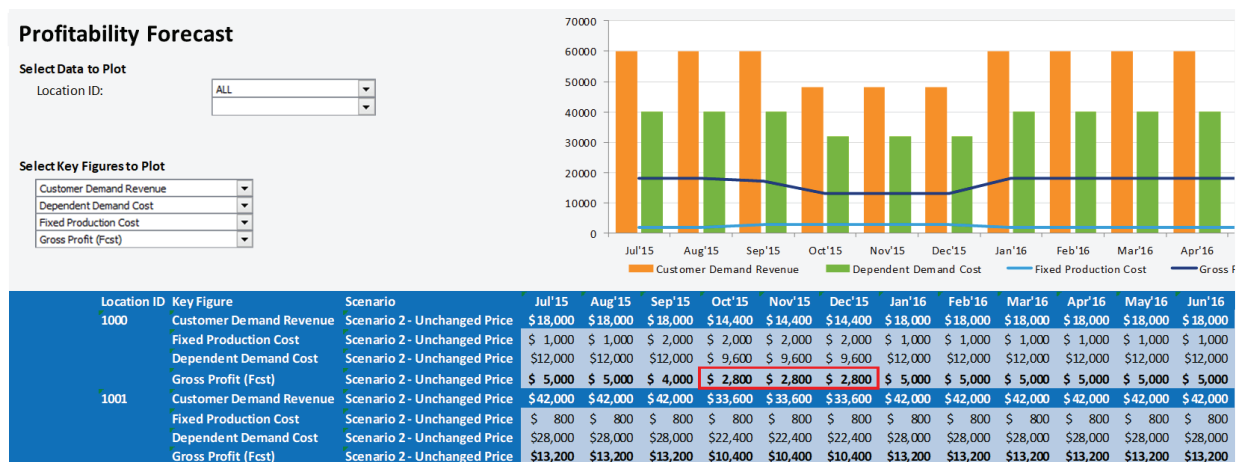 Profitability Forecast
Select Data to Plot
Location ID: ALL
Select Key Figures to Plot
Customer Demand Revenue
Dependent Demand Cost
Fixed Production Cost
Gross Profit (Fcst)
70000
60000
50000
40000
30000
20000
10000
0
Jul'15 Aug'15 Sep'15 Oct'15 Nov'15 Dec'15 Jan'16 Feb'16 Mar'16 Apr'16
Customer Demand Revenue Dependent Demand Cost Fixed Production Cost Gross
Location ID Key Figure Scenario Jul'15 Aug'15 Sep'15 Oct'15 Nov'15 Dec'15 Jan'16 Feb'16 Mar'16 Apr'16 May'16 Jun'16
1000 Customer Demand Revenue Scenario 2 - Unchanged Price $18,000 $18,000 $18,000 $14,400 $14,400 $14,400 $18,000 $18,000 $18,000 $18,000 $18,000 $18,000
Fixed Production Cost Scenario 2 - Unchanged Price $ 1,000 $ 1,000 $ 2,000 $ 2,000 $ 2,000 $ 2,000 $ 1,000 $ 1,000 $ 1,000 $ 1,000 $ 1,000 $ 1,000
Dependent Demand Cost Scenario 2 - Unchanged Price $12,000 $12,000 $12,000 $ 9,600 $ 9,600 $ 9,600 $12,000 $12,000 $12,000 $12,000 $12,000 $12,000
Gross Profit (Fcst) Scenario 2 - Unchanged Price $ 5,000 $ 5,000 $ 4,000 $ 2,800 $ 2,800 $ 2,800 $ 5,000 $ 5,000 $ 5,000 $ 5,000 $ 5,000 $ 5,000
1001 Customer Demand Revenue Scenario 2 - Unchanged Price $42,000 $42,000 $42,000 $33,600 $33,600 $33,600 $42,000 $42,000 $42,000 $42,000 $42,000 $42,000
Fixed Production Cost Scenario 2 - Unchanged Price $ 800 $ 800 $ 800 $ 800 $ 800 $ 800 $ 800 $ 800 $ 800 $ 800 $ 800 $ 800
Dependent Demand Cost Scenario 2 - Unchanged Price $28,000 $28,000 $28,000 $22,400 $22,400 $22,400 $28,000 $28,000 $28,000 $28,000 $28,000 $28,000
Gross Profit (Fcst) Scenario 2 - Unchanged Price $13,200 $13,200 $13,200 $10,400 $10,400 $10,400 $13,200 $13,200 $13,200 $13,200 $13,200 $13,200